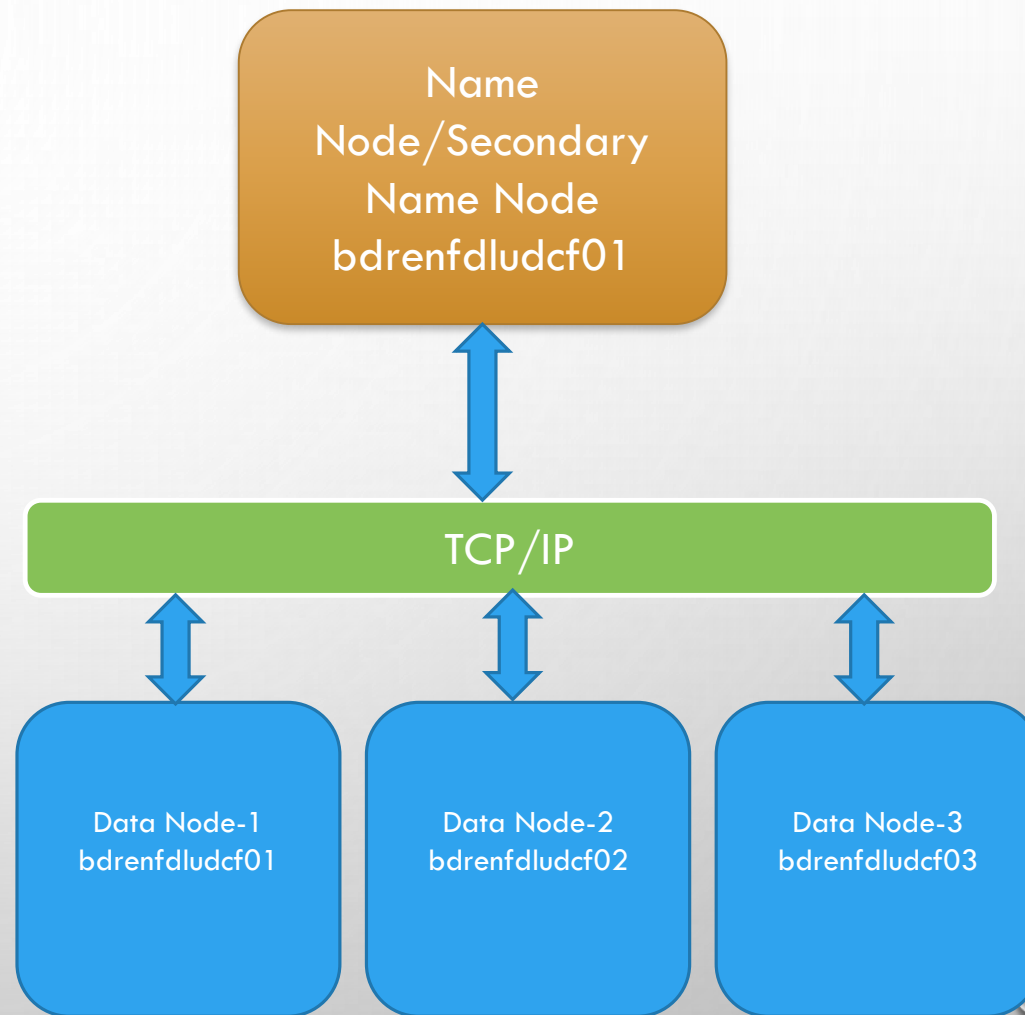 Name
Node/Secondary
Name Node
bdrenfdludcf01
TCP/IP
Data Node-1
bdrenfdludcf01
Data Node-2
bdrenfdludcf02
Data Node-3
bdrenfdludcf03